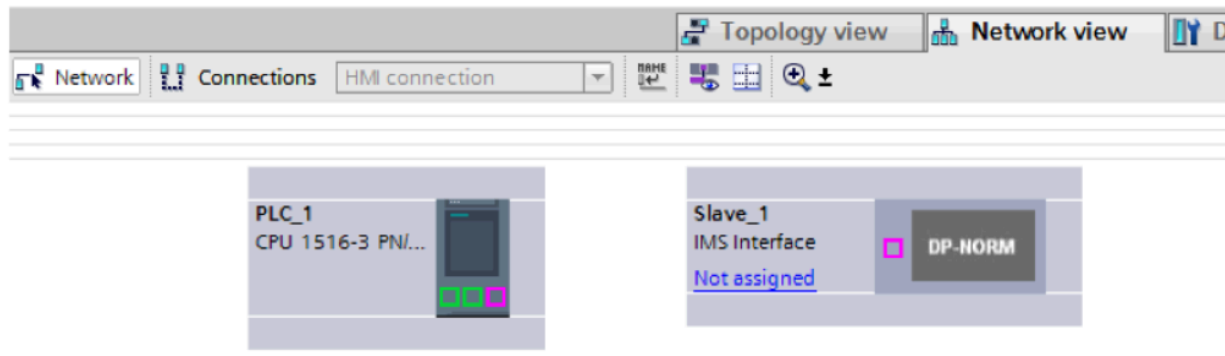 Topology view Network view D
Network Connections HMI connection NAME
PLC_1
CPU 1516-3 PN/...
Slave_1
IMS Interface
Not assigned
DP-NORM